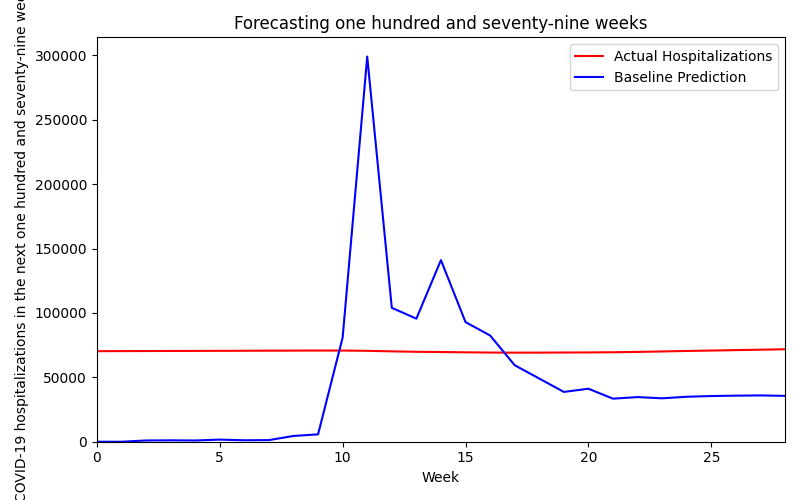 Forecasting one hundred and seventy-nine weeks
COVID-19 hospitalizations in the next one hundred and seventy-nine
300000
250000
200000
150000
100000
50000
0
Actual Hospitalizations
Baseline Prediction
0 5 10 15 20 25
Week